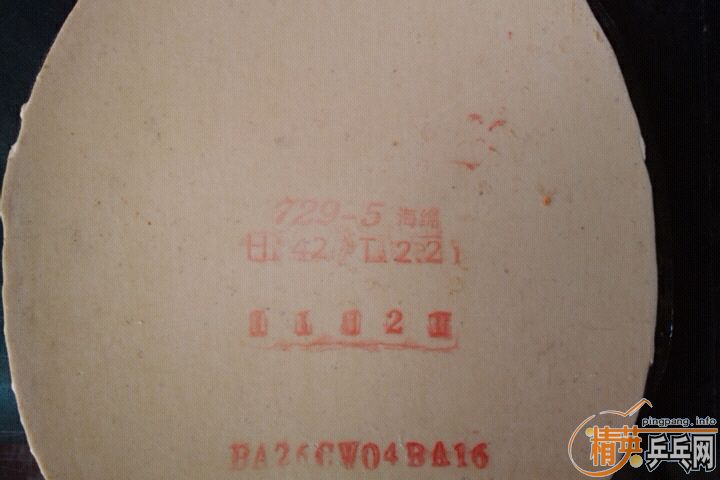 729-5 海绵
H 42 L 2.2
BA26CW04BA16
pingpang.info
精英乒乓网